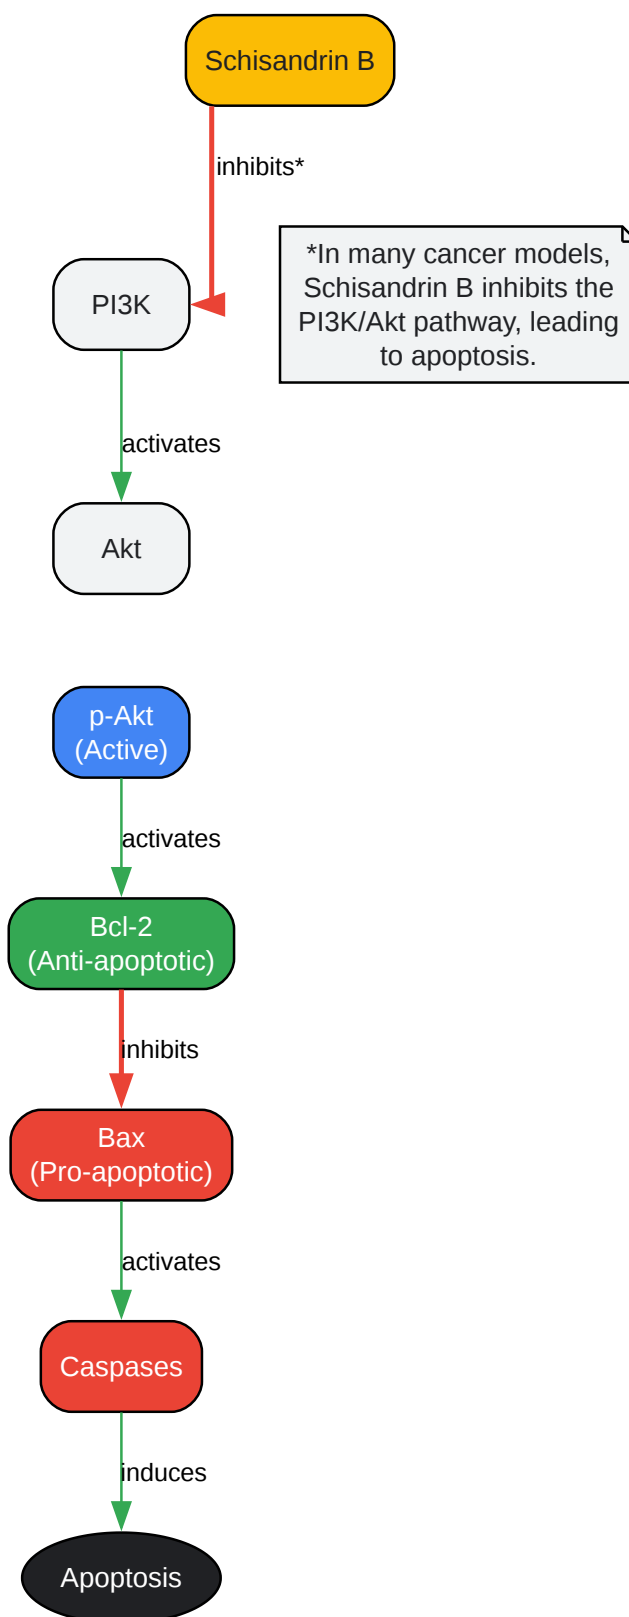 Schisandrin B
inhibits*
*In many cancer models,
Schisandrin B inhibits the
PI3K/Akt pathway, leading
to apoptosis.
PI3K
activates
Akt
p-Akt
(Active)
activates
Bcl-2
(Anti-apoptotic)
inhibits
Bax
(Pro-apoptotic)
activates
Caspases
induces
Apoptosis